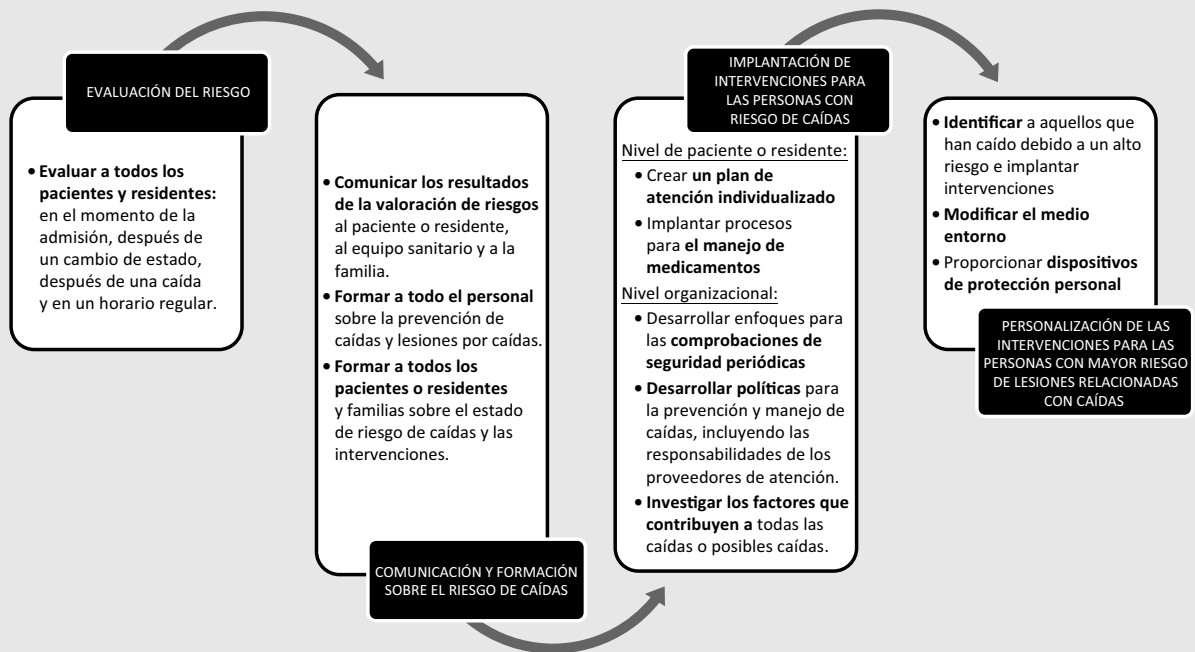 EVALUACIÓN DEL RIESGO
• Evaluar a todos los
pacientes y residentes:
en el momento de la
admisión, después de
un cambio de estado,
después de una caída
y en un horario regular.
• Comunicar los resultados
de la valoración de riesgos
al paciente o residente,
al equipo sanitario y a la
familia.
• Formar a todo el personal
sobre la prevención de
caídas y lesiones por caídas.
• Formar a todos los
pacientes o residentes
y familias sobre el estado
de riesgo de caídas y las
intervenciones.
COMUNICACIÓN Y FORMACIÓN
SOBRE EL RIESGO DE CAÍDAS
IMPLANTACIÓN DE
INTERVENCIONES PARA
LAS PERSONAS CON
RIESGO DE CAÍDAS
Nivel de paciente o residente:
• Crear un plan de
atención individualizado
• Implantar procesos
para el manejo de
medicamentos
Nivel organizacional:
• Desarrollar enfoques para
las comprobaciones de
seguridad periódicas
• Desarrollar políticas para
la prevención y manejo de
caídas, incluyendo las
responsabilidades de los
proveedores de atención.
• Investigar los factores que
contribuyen a todas las
caídas o posibles caídas.
• Identificar a aquellos que
han caído debido a un alto
riesgo e implantar
intervenciones
• Modificar el medio
entorno
• Proporcionar dispositivos
de protección personal
PERSONALIZACIÓN DE LAS
INTERVENCIONES PARA LAS
PERSONAS CON MAYOR RIESGO
DE LESIONES RELACIONADAS
CON CAÍDAS